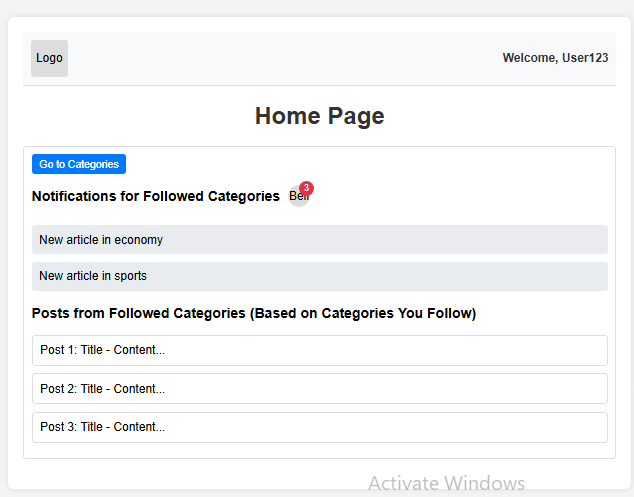 Logo
Welcome, User123
Home Page
Go to Categories
Notifications for Followed Categories Bell 3
New article in economy
New article in sports
Posts from Followed Categories (Based on Categories You Follow)
Post 1: Title - Content...
Post 2: Title - Content...
Post 3: Title - Content...
Activate Windows